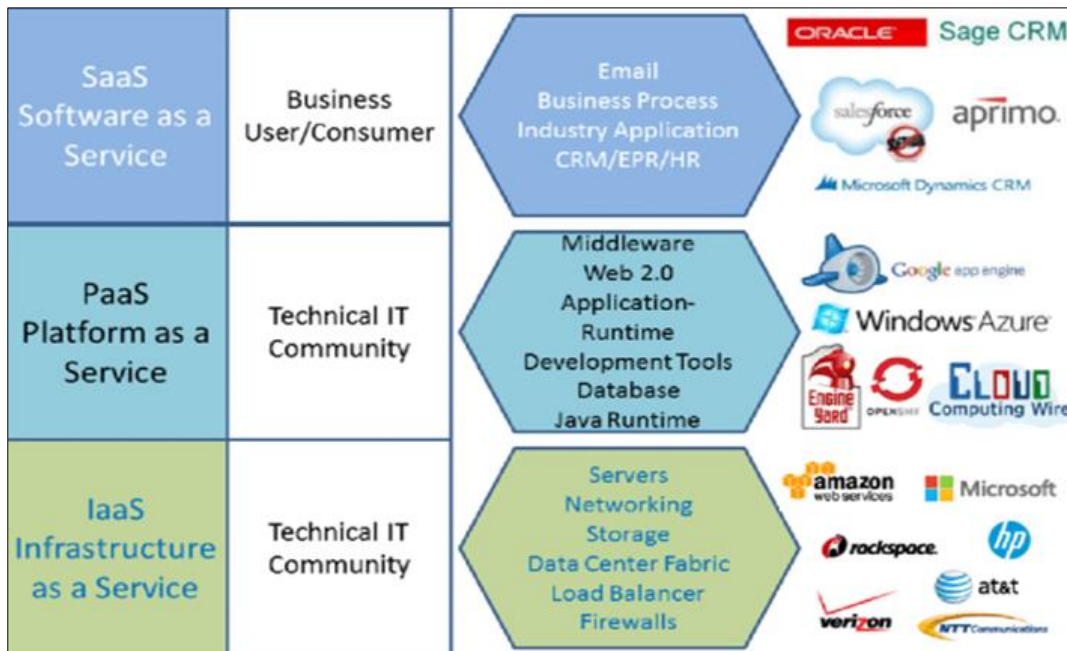 SaaS
Software as a
Service
Business
User/Consumer
Email
Business Process
Industry Application
CRM/EPR/HR
ORACLE
Sage CRM
salesforce
aprimo.
Microsoft Dynamics CRM
PaaS
Platform as a
Service
Technical IT
Community
Middleware
Web 2.0
Application-
Runtime
Development Tools
Database
Java Runtime
Google app engine
Windows Azure
Engine
Yard
OPENSHIFT
CLOUD
Computing Wire
IaaS
Infrastructure
as a Service
Technical IT
Community
Servers
Networking
Storage
Data Center Fabric
Load Balancer
Firewalls
amazon
web services
Microsoft
rackspace.
hp
at&t
verizon
NTT Communications